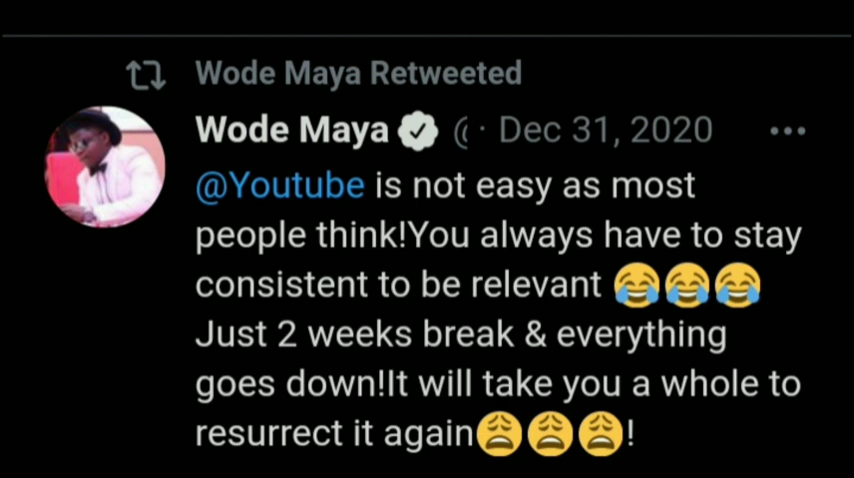 Wode Maya Retweeted
Wode Maya @ · Dec 31, 2020
@Youtube is not easy as most
people think!You always have to stay
consistent to be relevant 😂😂😂
Just 2 weeks break & everything
goes down!It will take you a whole to
resurrect it again😩😩😩!